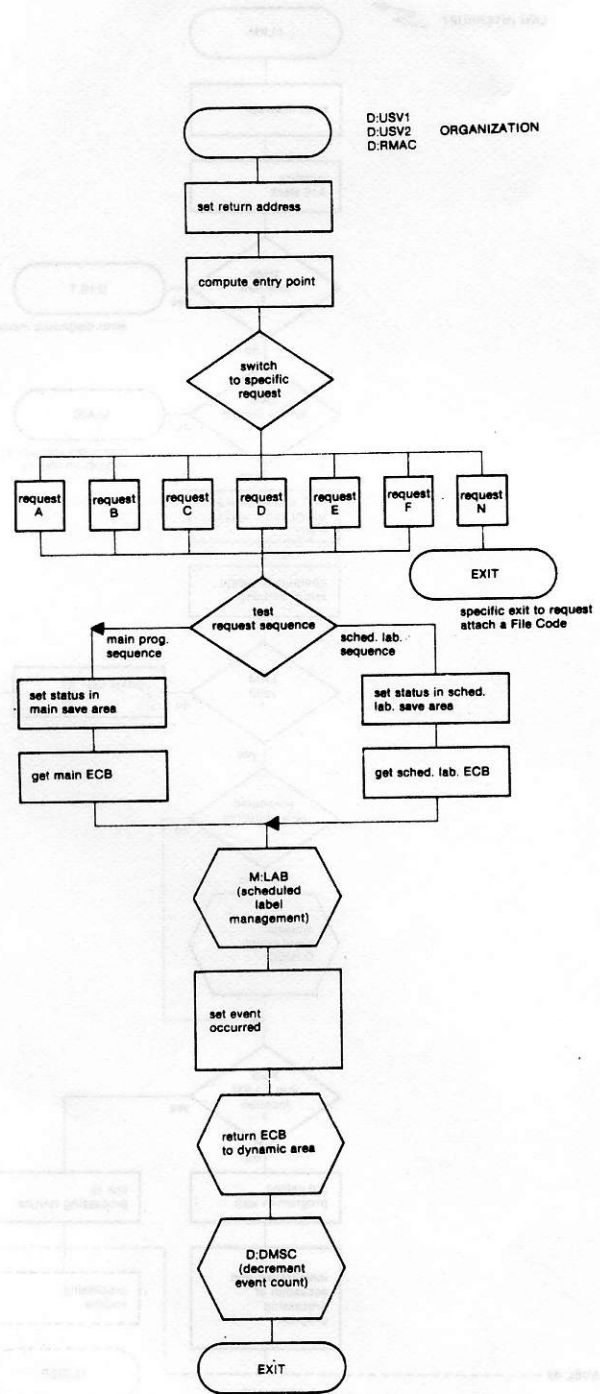 D:USV1
D:USV2 ORGANIZATION
D:RMAC
set return address
compute entry point
switch
to specific
request
request
A
request
B
request
C
request
D
request
E
request
F
request
N
EXIT
specific exit to request
attach a File Code
test
request sequence
main prog.
sequence
sched. lab.
sequence
set status in
main save area
set status in sched.
lab. save area
get main ECB
get sched. lab. ECB
M:LAB
(scheduled
label
management)
set event
occurred
return ECB
to dynamic area
D:DMSC
(decrement
event count)
EXIT